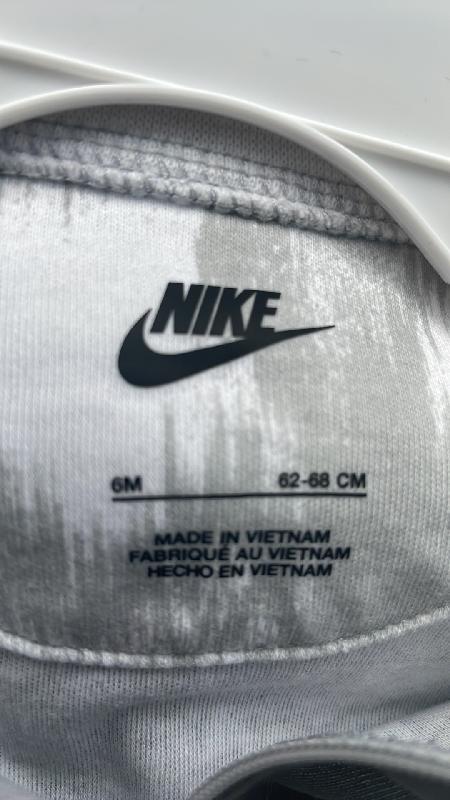 NIKE
6M 62-68 CM
MADE IN VIETNAM
FABRIQUÉ AU VIETNAM
HECHO EN VIETNAM